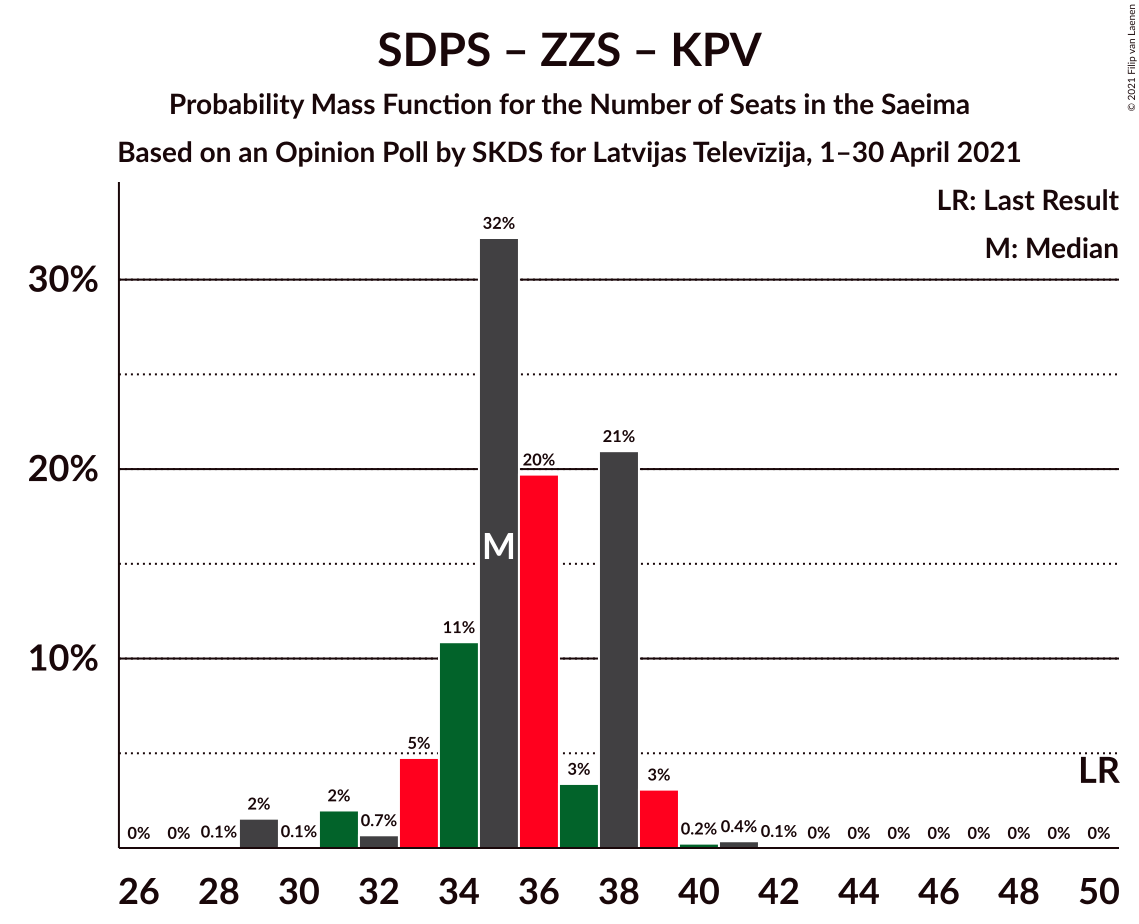 SDPS – ZZS – KPV
Probability Mass Function for the Number of Seats in the Saeima
Based on an Opinion Poll by SKDS for Latvijas Televīzija, 1–30 April 2021
© 2021 Filip van Laenen
LR: Last Result
M: Median
30%
20%
10%
0% 0% 0.1% 2% 0.1% 2% 0.7% 5% 11% 32% 20% 3% 21% 3% 0.2% 0.4% 0.1% 0% 0% 0% 0% 0% 0% 0% 0%
M
LR
26 28 30 32 34 36 38 40 42 44 46 48 50